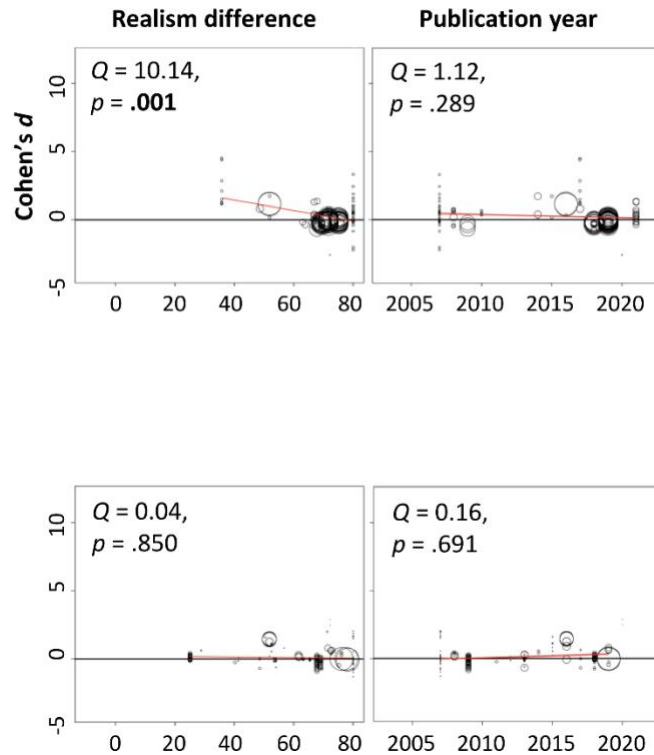 Realism difference
Publication year
Cohen's d
10
5
0
-5
Q = 10.14,
p = .001
Q = 1.12,
p = .289
0 20 40 60 80
2005 2010 2015 2020
10
5
0
-5
Q = 0.04,
p = .850
Q = 0.16,
p = .691
0 20 40 60 80
2005 2010 2015 2020